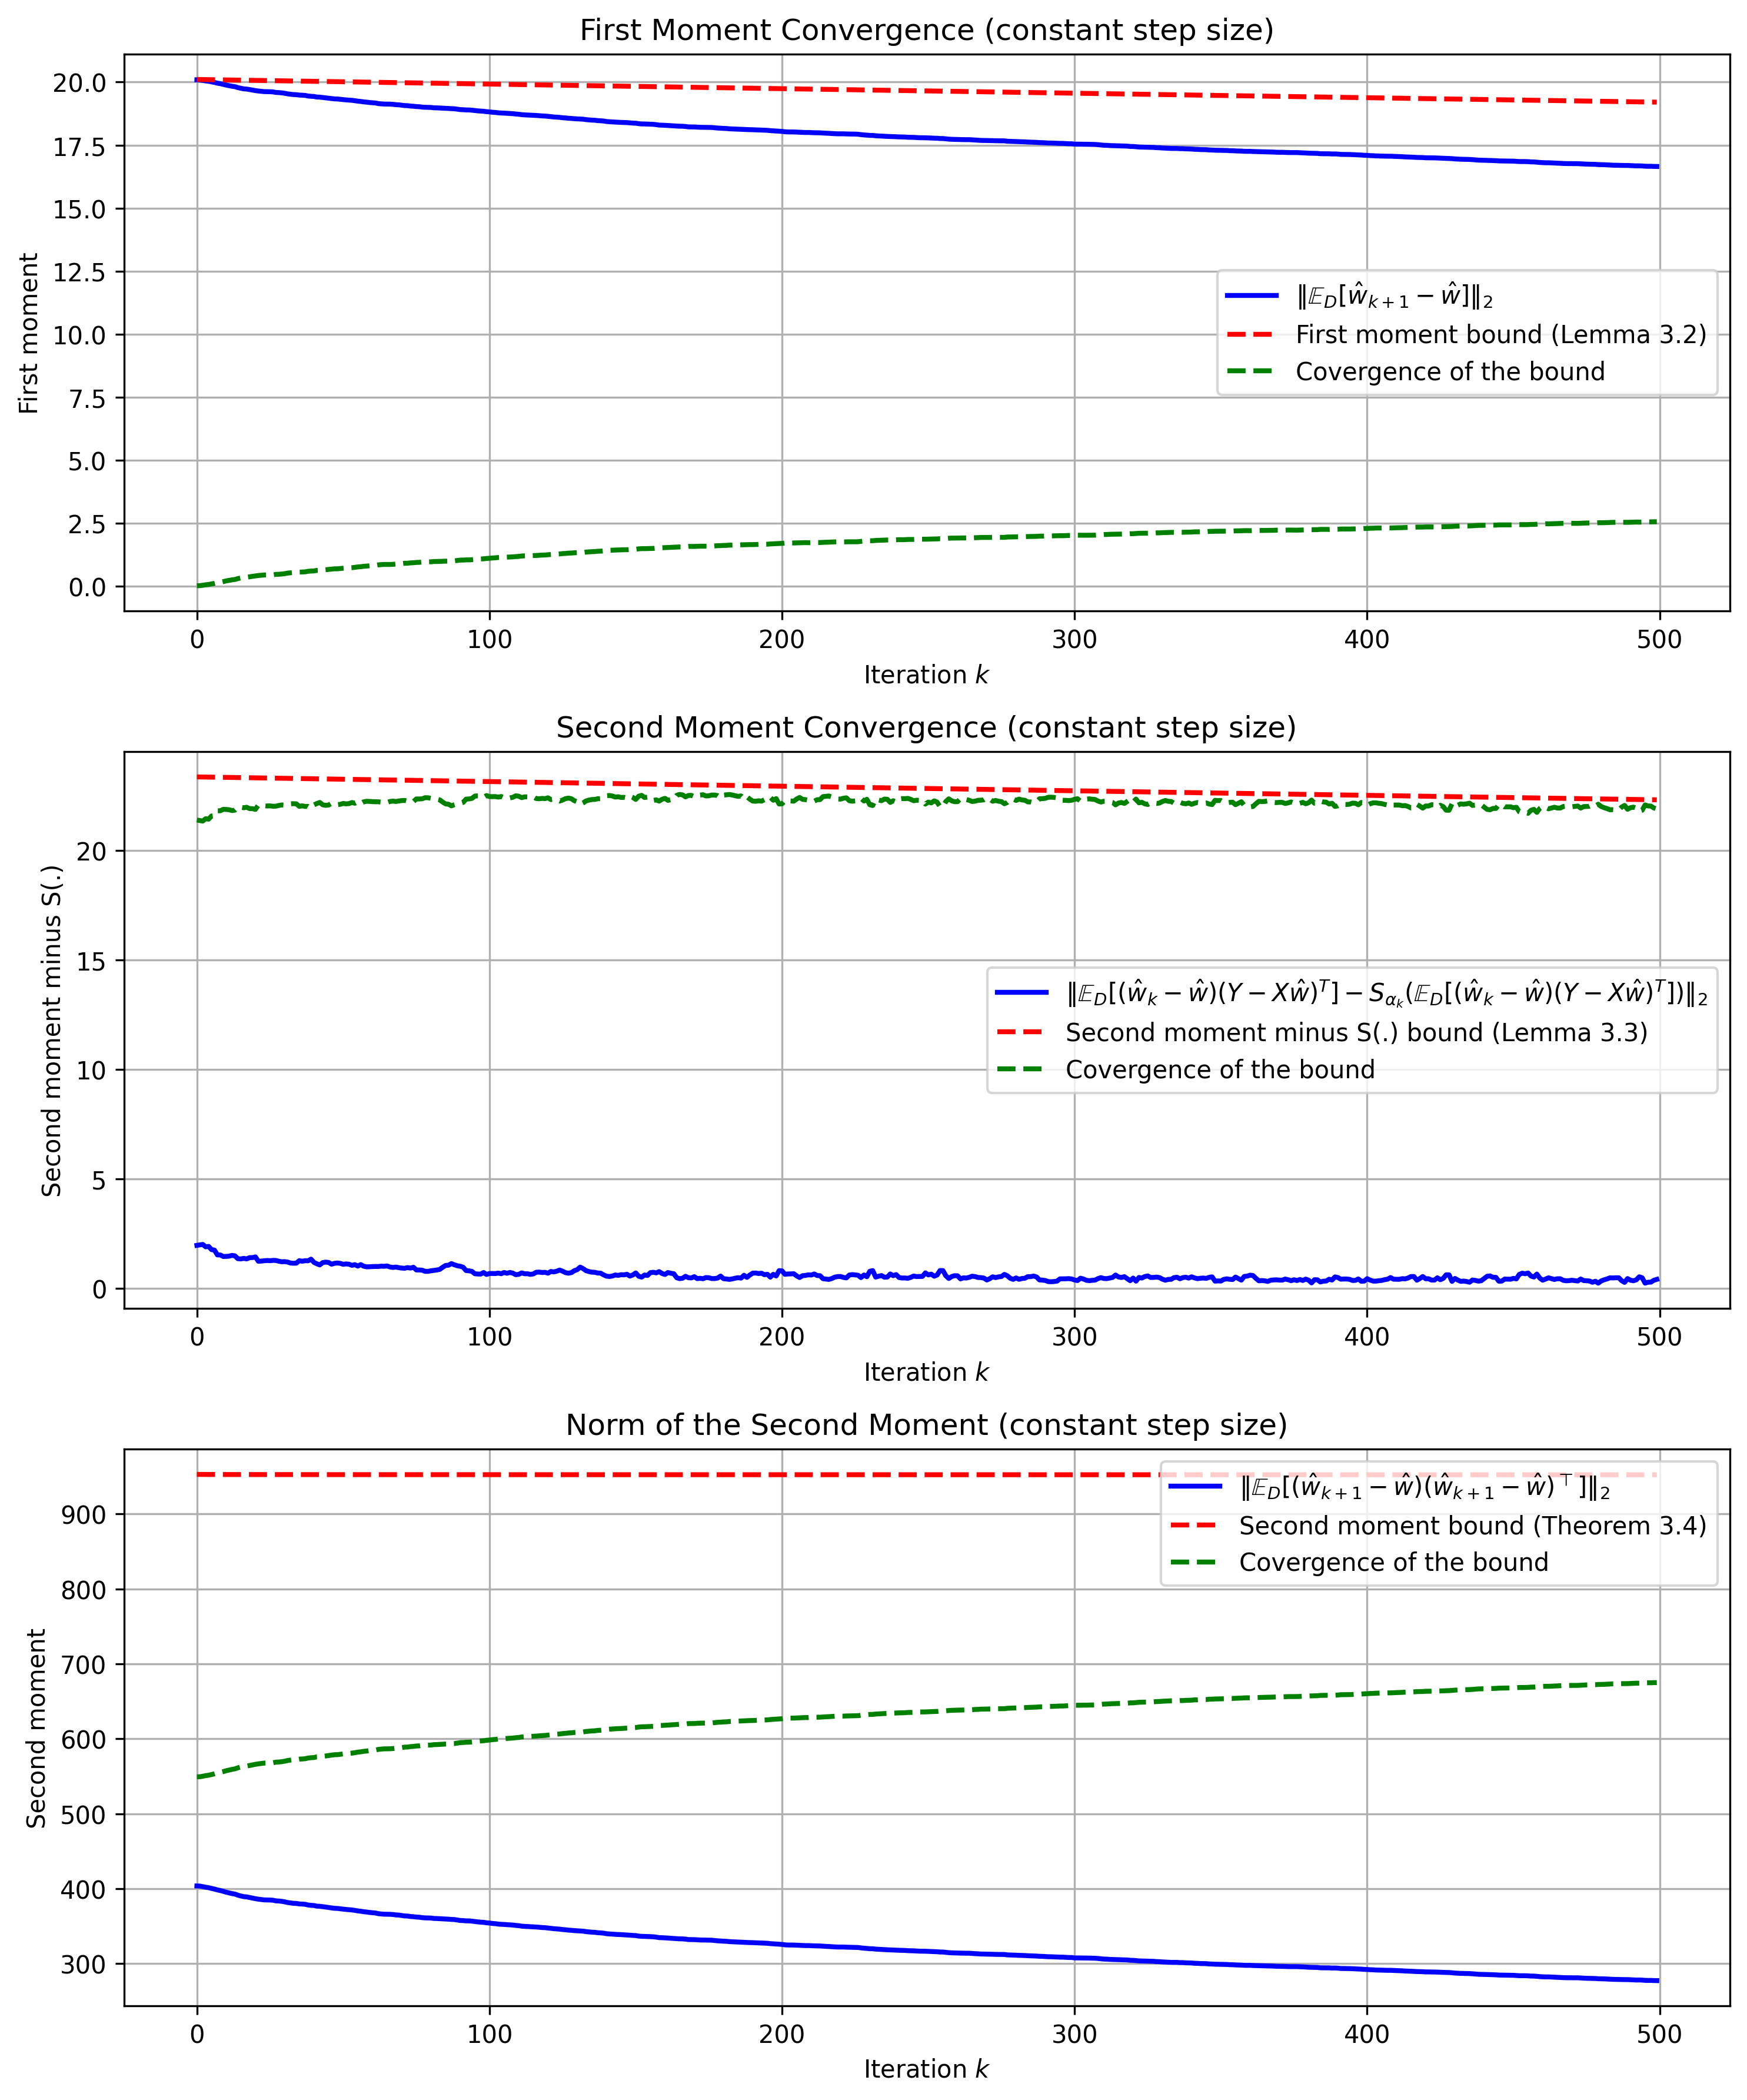 First Moment Convergence (constant step size)
First moment
20.0
17.5
15.0
12.5
10.0
7.5
5.0
2.5
0.0
‖𝔼_D[ŵ_{k+1} − ŵ]‖₂
First moment bound (Lemma 3.2)
Covergence of the bound
0 100 200 300 400 500
Iteration k
Second Moment Convergence (constant step size)
Second moment minus S(.)
20
15
10
5
0
‖𝔼_D[(ŵ_k − ŵ)(Y − Xŵ)^T] − S_{α_k}(𝔼_D[(ŵ_k − ŵ)(Y − Xŵ)^T])‖₂
Second moment minus S(.) bound (Lemma 3.3)
Covergence of the bound
0 100 200 300 400 500
Iteration k
Norm of the Second Moment (constant step size)
Second moment
900
800
700
600
500
400
300
‖𝔼_D[(ŵ_{k+1} − ŵ)(ŵ_{k+1} − ŵ)^⊤]‖₂
Second moment bound (Theorem 3.4)
Covergence of the bound
0 100 200 300 400 500
Iteration k